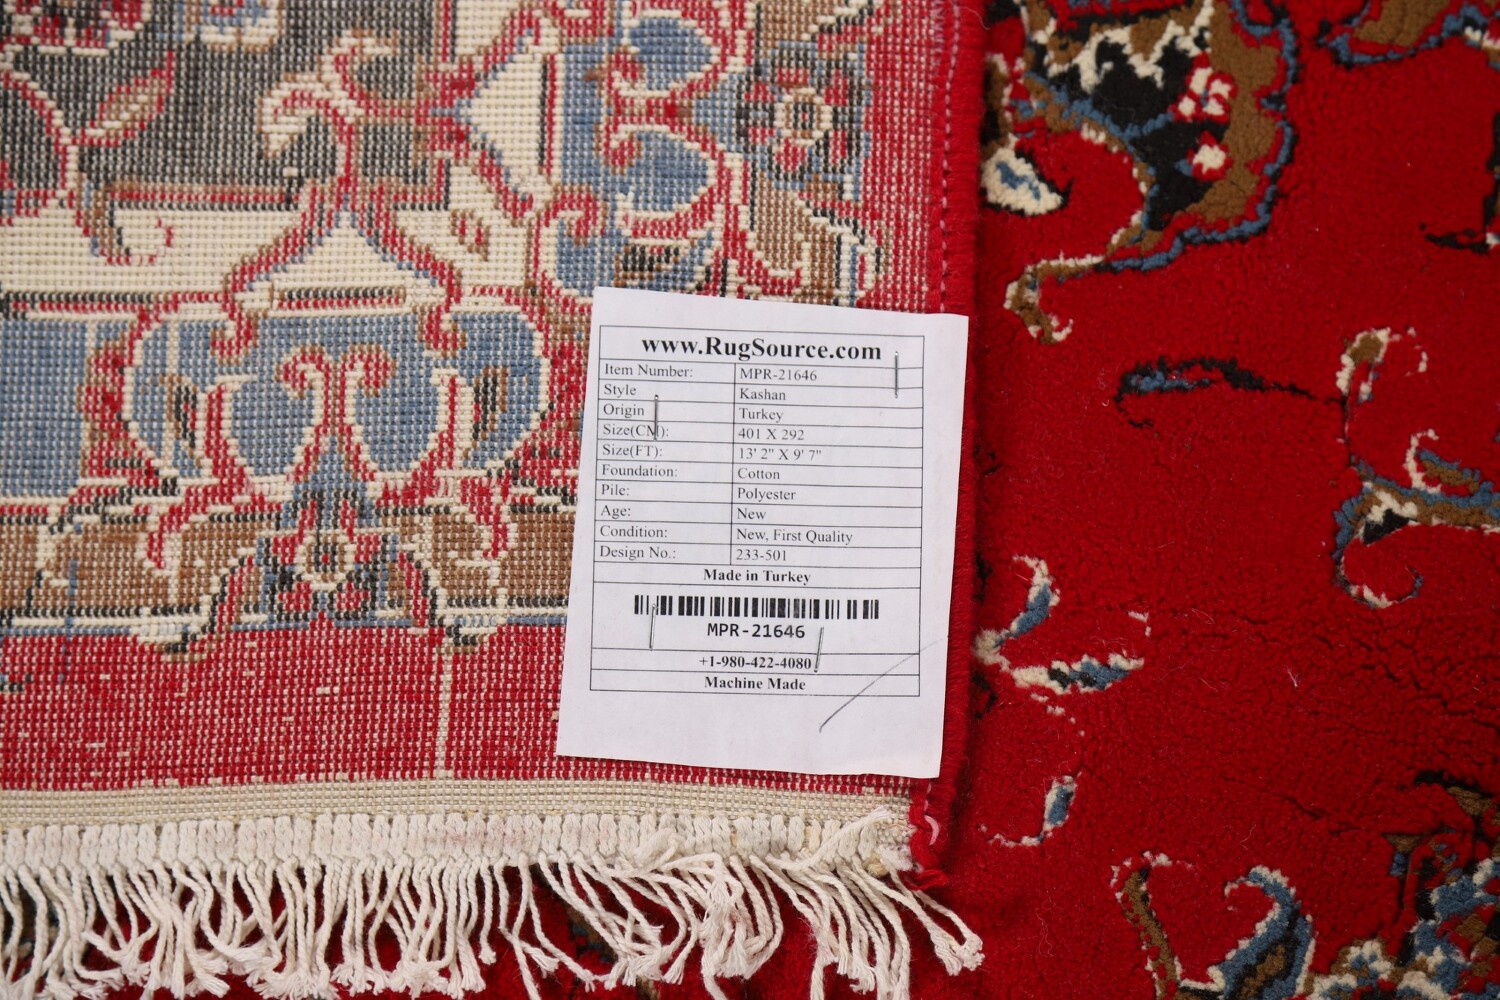 www.RugSource.com
Item Number: MPR-21646
Style Kashan
Origin Turkey
Size(CM): 401 X 292
Size(FT): 13' 2" X 9' 7"
Foundation: Cotton
Pile: Polyester
Age: New
Condition: New, First Quality
Design No.: 233-501
Made in Turkey
MPR-21646
+1-980-422-4080
Machine Made